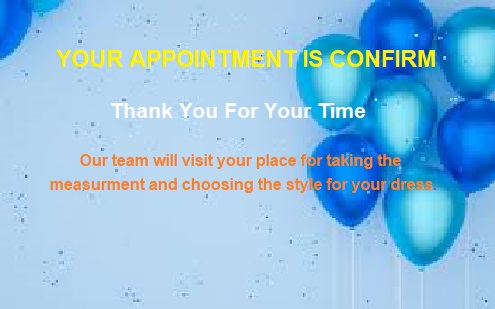 YOUR APPOINTMENT IS CONFIRM
Thank You For Your Time
Our team will visit your place for taking the
measurment and choosing the style for your dress.